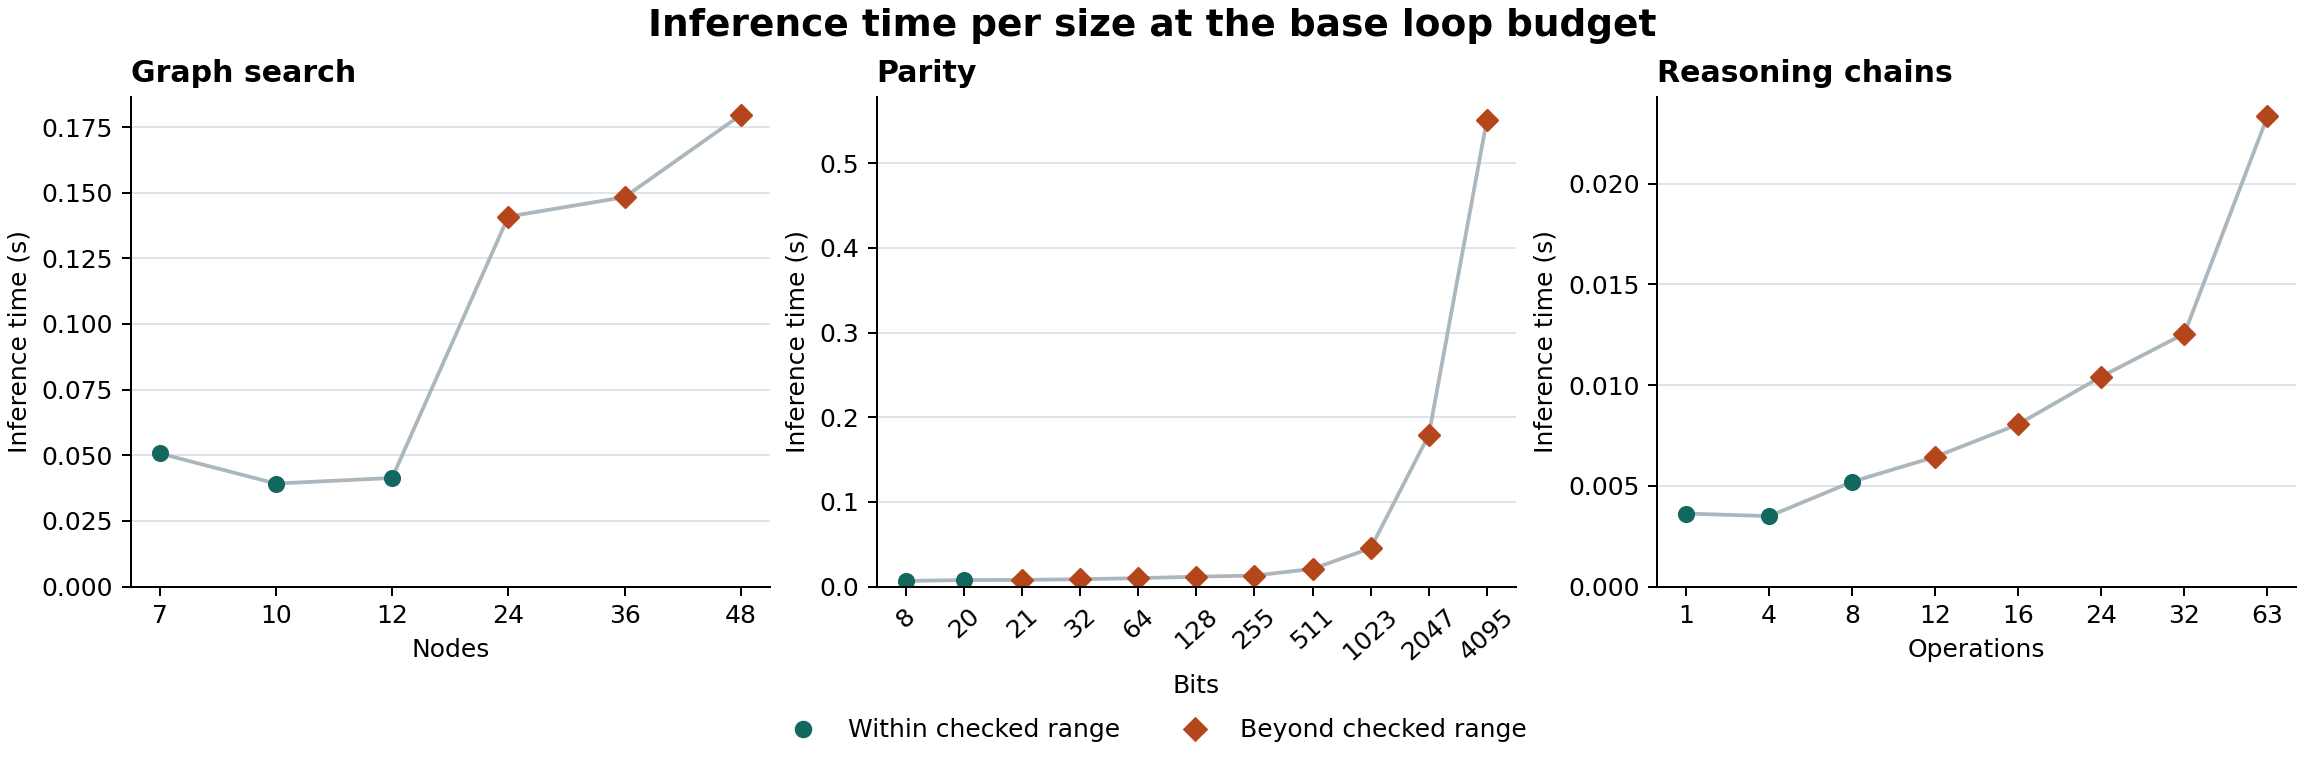 Inference time per size at the base loop budget
Graph search
Inference time (s)
0.175
0.150
0.125
0.100
0.075
0.050
0.025
0.000
7 10 12 24 36 48
Nodes
Parity
Inference time (s)
0.5
0.4
0.3
0.2
0.1
0.0
8 20 21 32 64 128 255 511 1023 2047 4095
Bits
Reasoning chains
Inference time (s)
0.020
0.015
0.010
0.005
0.000
1 4 8 12 16 24 32 63
Operations
Within checked range
Beyond checked range